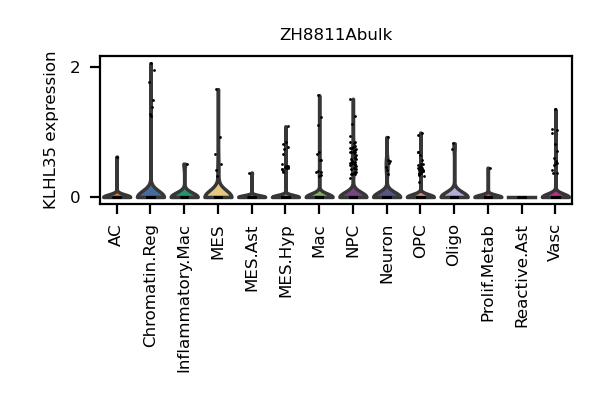 ZH8811Abulk
KLHL35 expression
2
0
AC
Chromatin.Reg
Inflammatory.Mac
MES
MES.Ast
MES.Hyp
Mac
NPC
Neuron
OPC
Oligo
Prolif.Metab
Reactive.Ast
Vasc